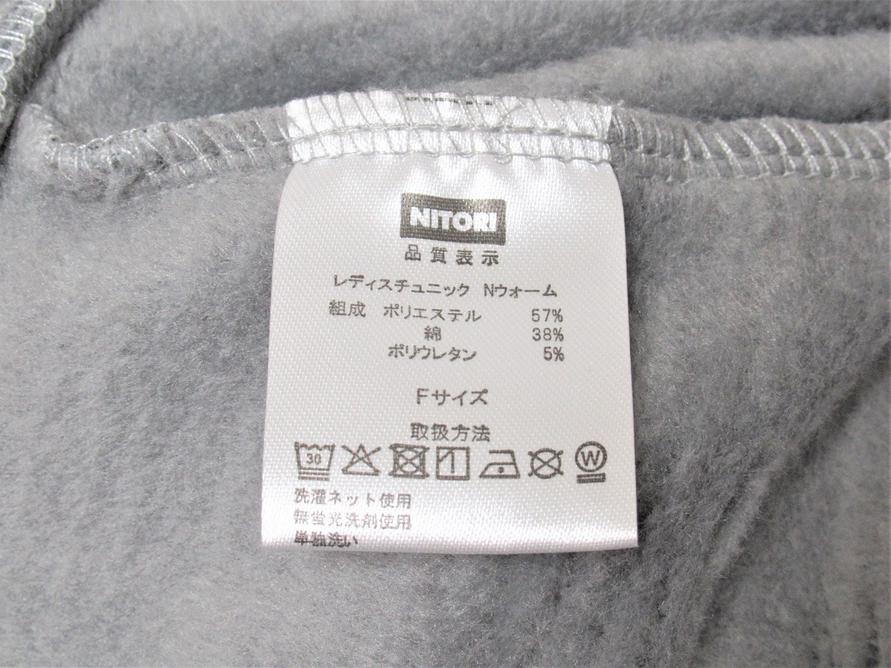 NITORI
品質表示
レディスチュニック Nウォーム
組成 ポリエステル 57%
綿 38%
ポリウレタン 5%
Fサイズ
取扱方法
30 W
洗濯ネット使用
無蛍光洗剤使用
単独洗い